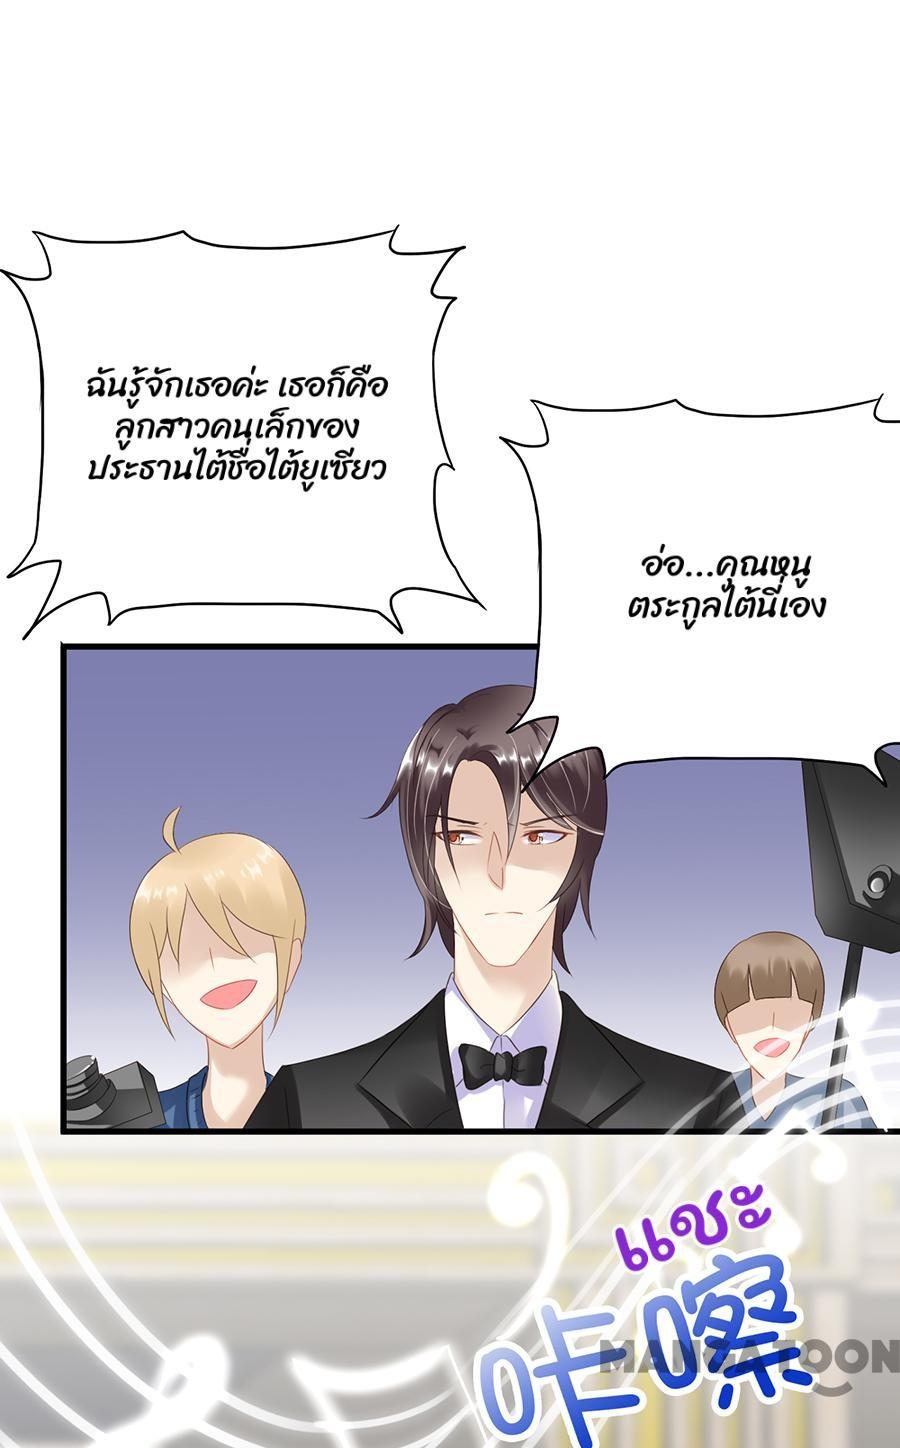 ฉันรู้จักเธอค่ะ เธอก็คือ
ลูกสาวคนเล็กของ
ประธานไต้ชื่อไต้ยูเซียว
อ่อ...คุณหนู
ตระกูลไต้นี่เอง
แชะ
咔嚓
MANGATOON